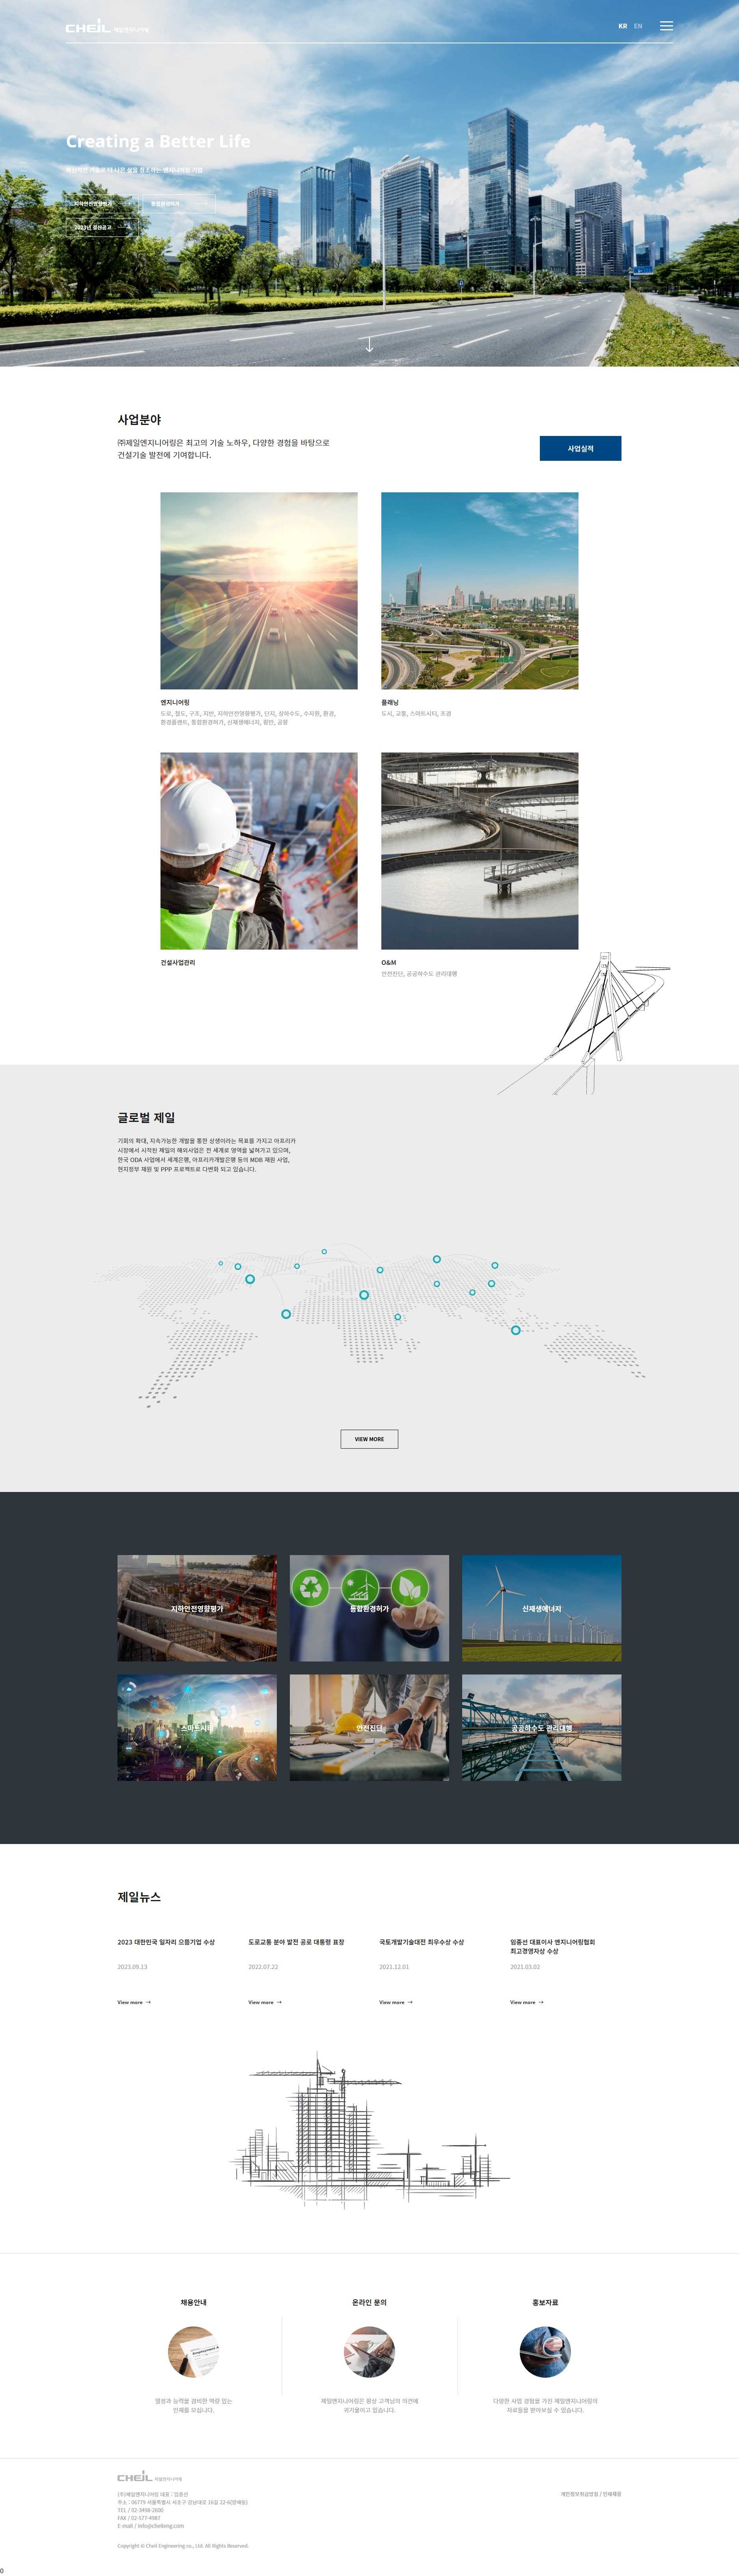 CHEIL 제일엔지니어링
KR EN
Creating a Better Life
혁신적인 기술로 더 나은 삶을 창조하는 엔지니어링 기업
지하안전영향평가
통합환경허가
2023년 결산공고
사업분야
㈜제일엔지니어링은 최고의 기술 노하우, 다양한 경험을 바탕으로
건설기술 발전에 기여합니다.
사업실적
엔지니어링
도로, 철도, 구조, 지반, 지하안전영향평가, 단지, 상하수도, 수자원, 환경,
환경플랜트, 통합환경허가, 신재생에너지, 항만, 공항
플래닝
도시, 교통, 스마트시티, 조경
건설사업관리
O&M
안전진단, 공공하수도 관리대행
글로벌 제일
기회의 확대, 지속가능한 개발을 통한 상생이라는 목표를 가지고 아프리카
시장에서 시작된 제일의 해외사업은 전 세계로 영역을 넓혀가고 있으며,
한국 ODA 사업에서 세계은행, 아프리카개발은행 등의 MDB 재원 사업,
현지정부 재원 및 PPP 프로젝트로 다변화 되고 있습니다.
VIEW MORE
지하안전영향평가
통합환경허가
신재생에너지
스마트시티
안전진단
공공하수도 관리대행
제일뉴스
2023 대한민국 일자리 으뜸기업 수상
2023.09.13
View more →
도로교통 분야 발전 공로 대통령 표창
2022.07.22
View more →
국토개발기술대전 최우수상 수상
2021.12.01
View more →
임종선 대표이사 엔지니어링협회
최고경영자상 수상
2021.03.02
View more →
채용안내
열정과 능력을 겸비한 역량 있는
인재를 모십니다.
온라인 문의
제일엔지니어링은 항상 고객님의 의견에
귀기울이고 있습니다.
홍보자료
다양한 사업 경험을 가진 제일엔지니어링의
자료들을 받아보실 수 있습니다.
CHEIL 제일엔지니어링
(주)제일엔지니어링 대표 : 임종선
주소 : 06779 서울특별시 서초구 강남대로 16길 22-6(양재동)
TEL / 02-3498-2600
FAX / 02-577-4987
E-mail / info@cheileng.com
개인정보취급방침 / 인재채용
Copyright © Cheil Engineering co., Ltd. All Rights Reserved.
0